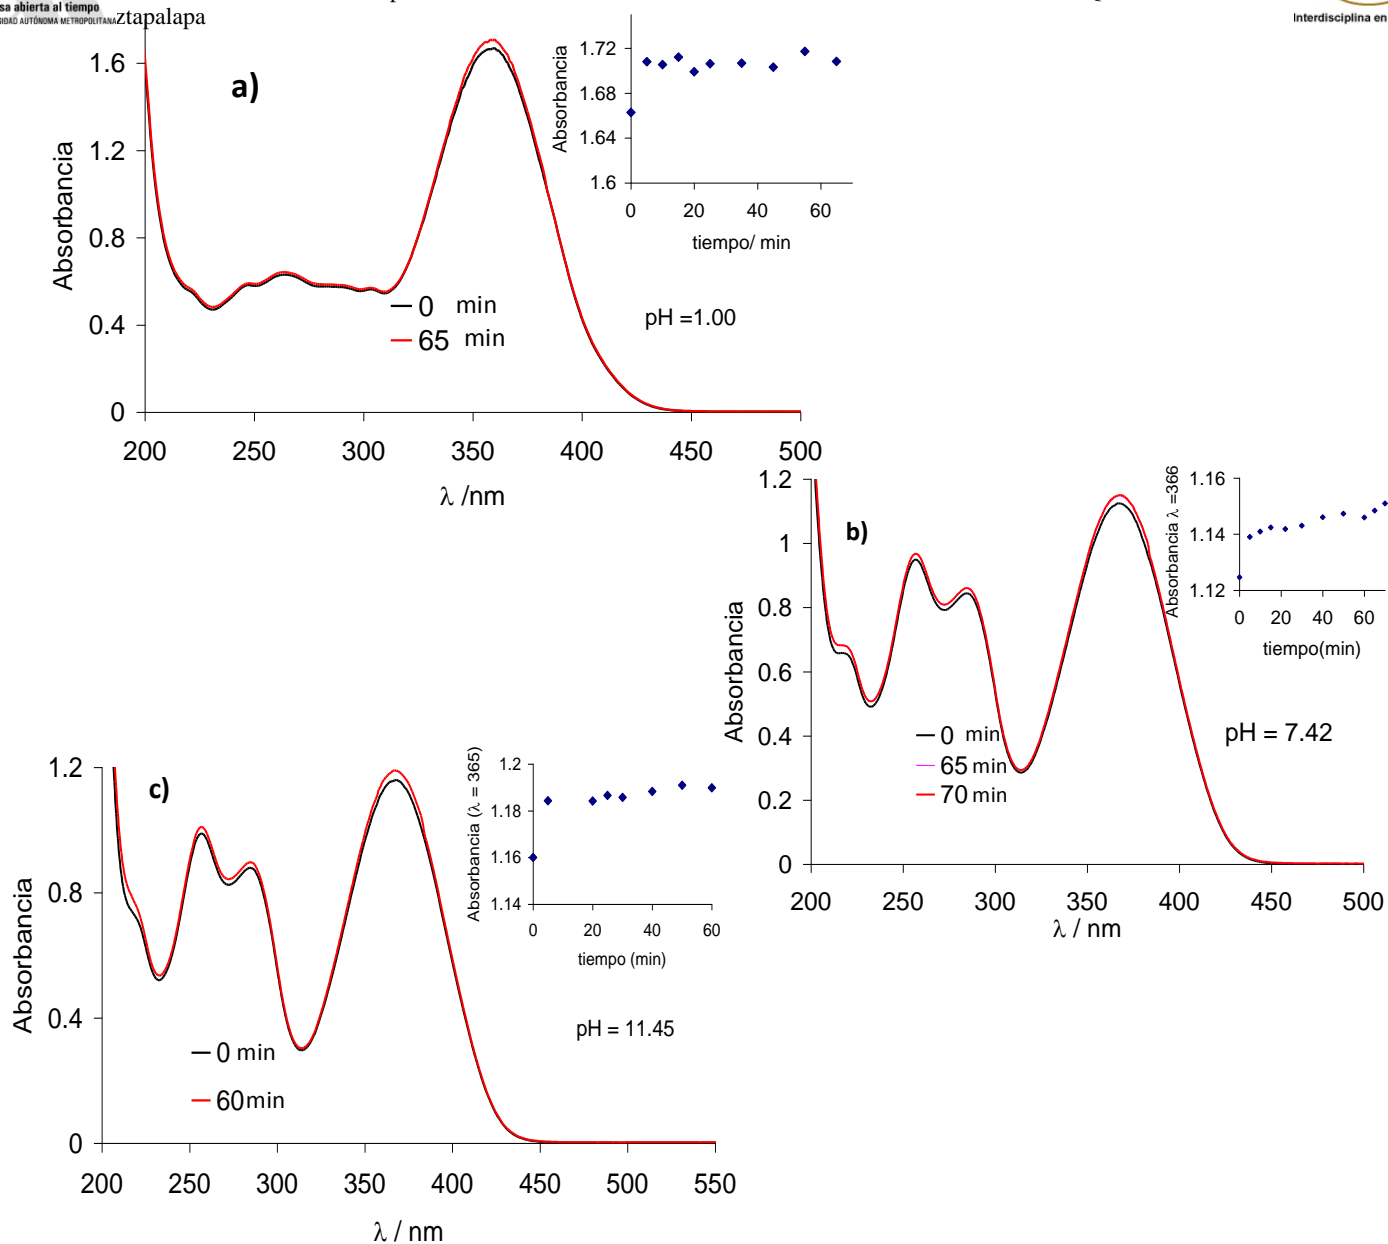 sa abierta al tiempo
SIDAD AUTÓNOMA METROPOLITANA
ztapalapa
Interdisciplina en
a)
Absorbancia
1.6
1.2
0.8
0.4
0
200 250 300 350 400 450 500
λ /nm
0 min
65 min
pH =1.00
Absorbancia
1.72
1.68
1.64
1.6
0 20 40 60
tiempo/ min
b)
Absorbancia
1.2
1
0.8
0.6
0.4
0.2
0
200 250 300 350 400 450 500
λ / nm
0 min
65 min
70 min
pH = 7.42
Absorbancia λ =366
1.16
1.14
1.12
0 20 40 60
tiempo(min)
c)
Absorbancia
1.2
0.8
0.4
0
200 250 300 350 400 450 500 550
λ / nm
0 min
60 min
pH = 11.45
Absorbancia (λ = 365)
1.2
1.18
1.16
1.14
0 20 40 60
tiempo (min)